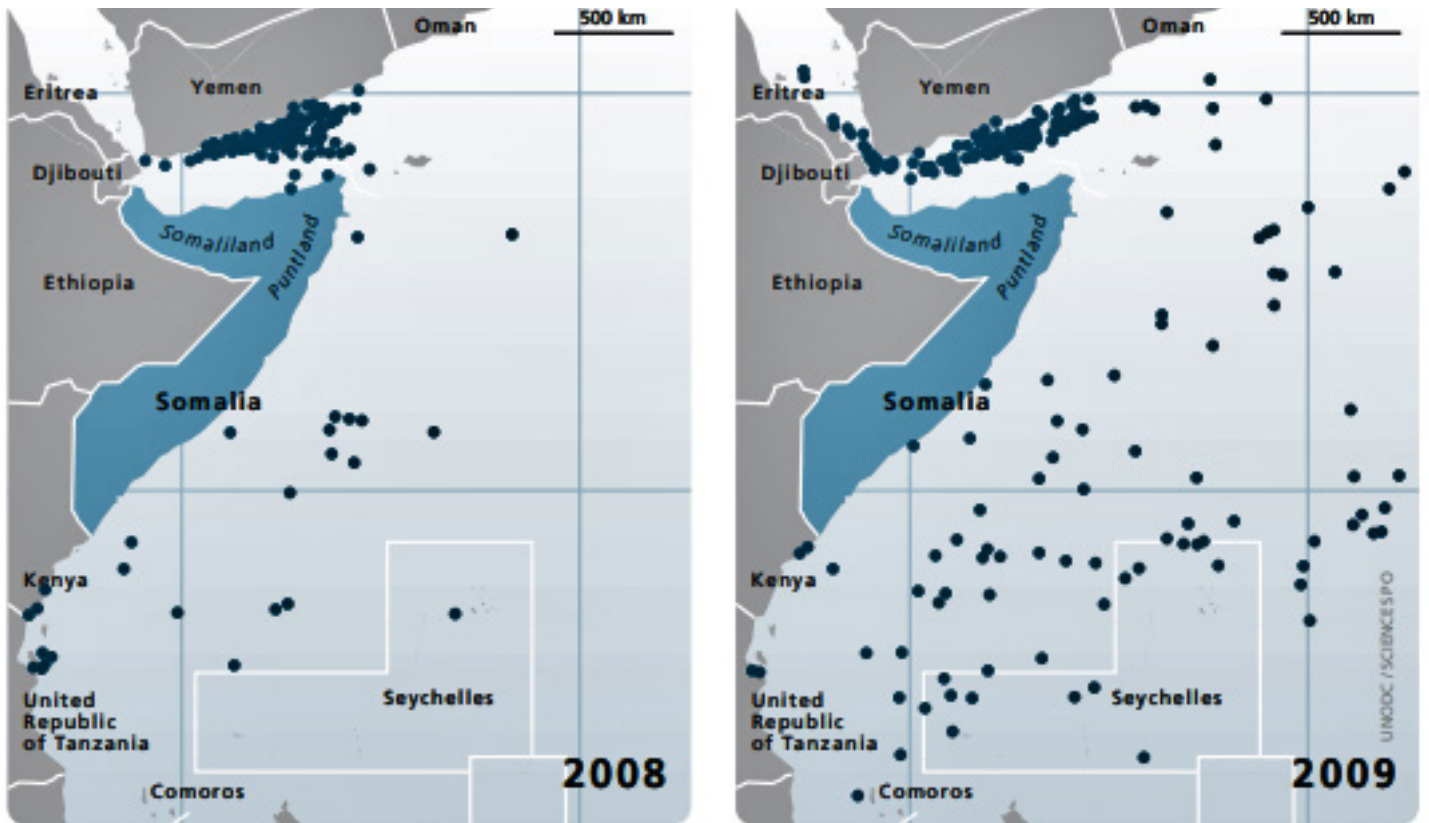 Oman
500 km
Eritrea
Yemen
Djibouti
Somaliland
Puntland
Ethiopia
Somalia
Kenya
United
Republic
of Tanzania
Seychelles
Comoros
2008
Oman
500 km
Eritrea
Yemen
Djibouti
Somaliland
Puntland
Ethiopia
Somalia
Kenya
United
Republic
of Tanzania
Seychelles
Comoros
2009
UNODC / SCIENCESPO